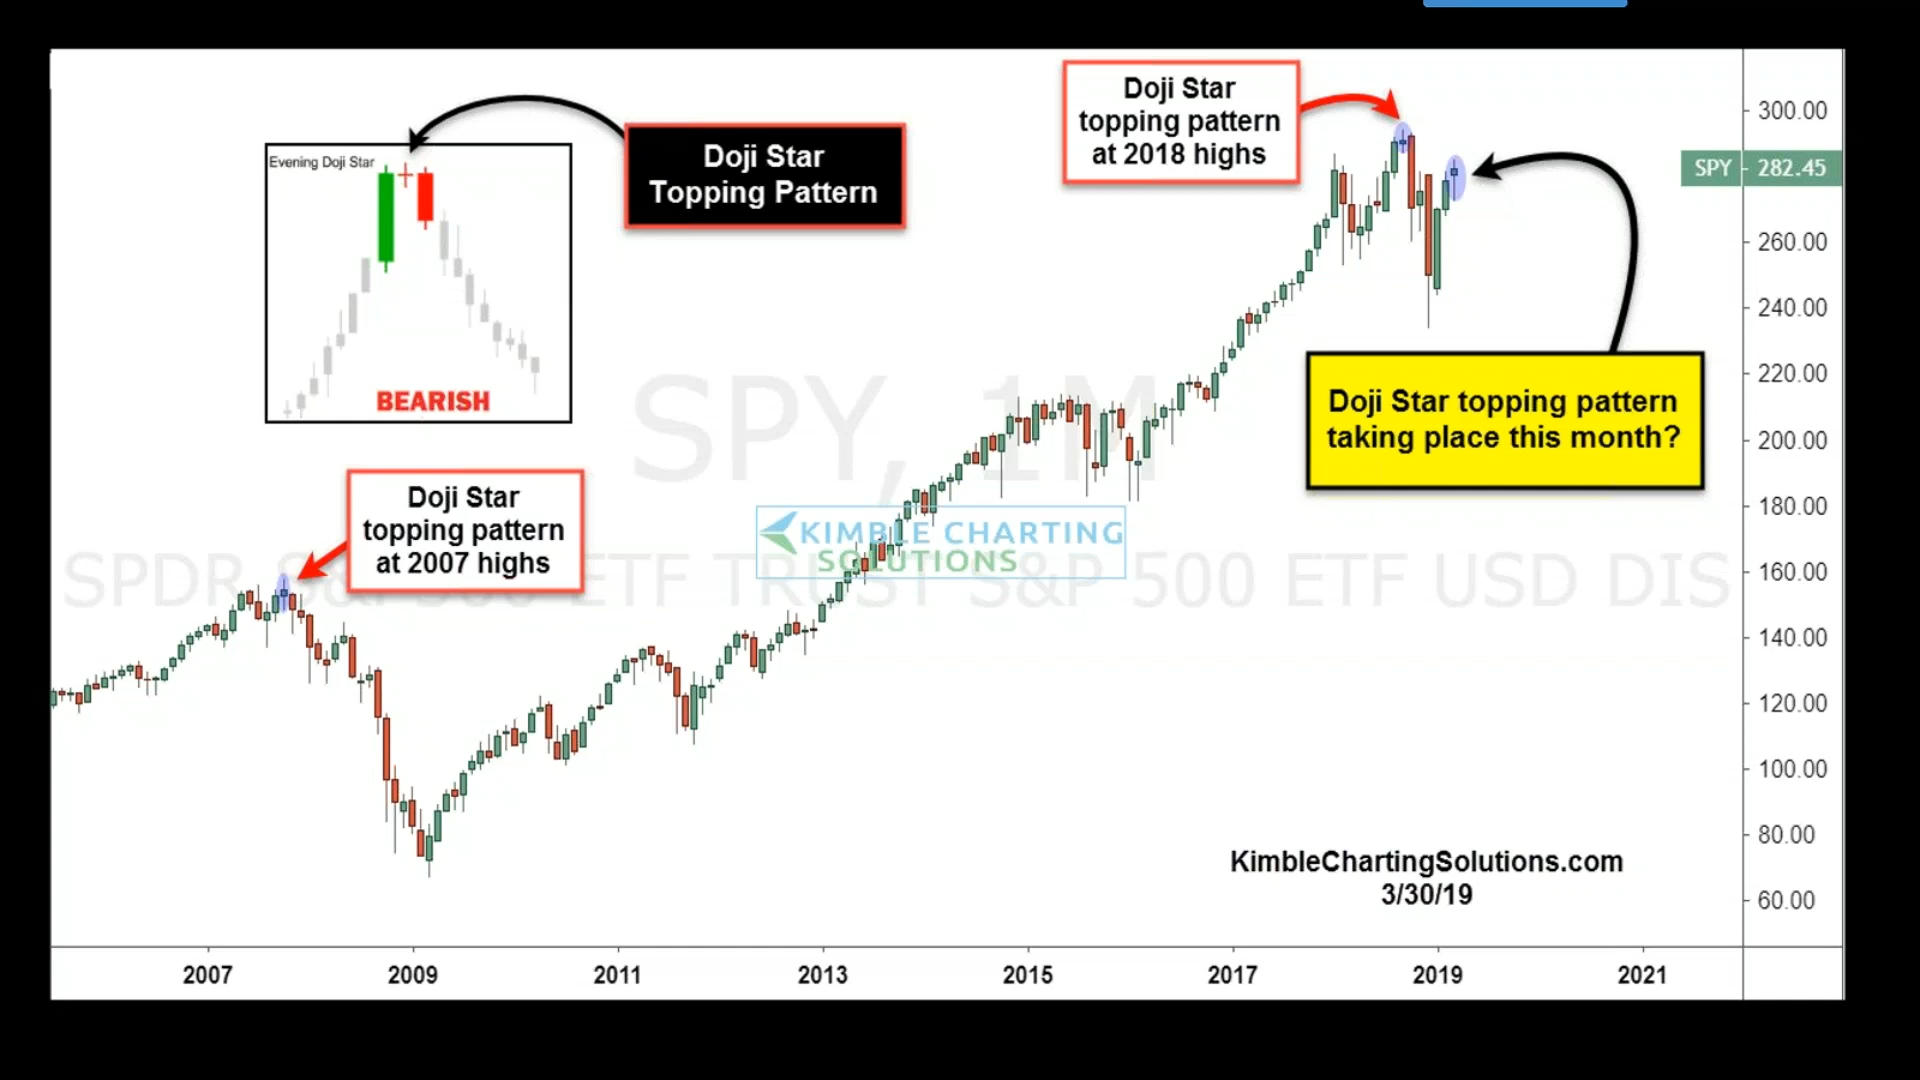 Doji Star
topping pattern
at 2018 highs
Evening Doji Star
Doji Star
Topping Pattern
BEARISH
Doji Star topping pattern
taking place this month?
Doji Star
topping pattern
at 2007 highs
SPY, 1M
SPDR S&P 500 ETF TRUST S&P 500 ETF USD DIS
KIMBLE CHARTING
SOLUTIONS
KimbleChartingSolutions.com
3/30/19
300.00
SPY 282.45
260.00
240.00
220.00
200.00
180.00
160.00
140.00
120.00
100.00
80.00
60.00
2007 2009 2011 2013 2015 2017 2019 2021